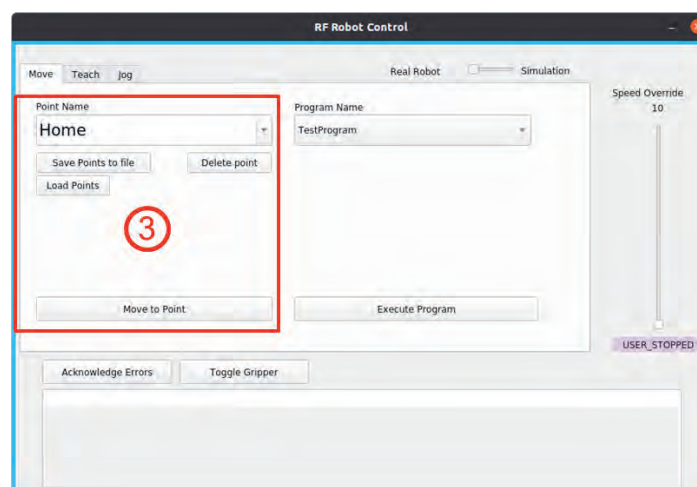 RF Robot Control
Move Teach Jog
Real Robot Simulation
Speed Override
10
Point Name
Home
Save Points to file Delete point
Load Points
3
Move to Point
Program Name
TestProgram
Execute Program
USER_STOPPED
Acknowledge Errors Toggle Gripper